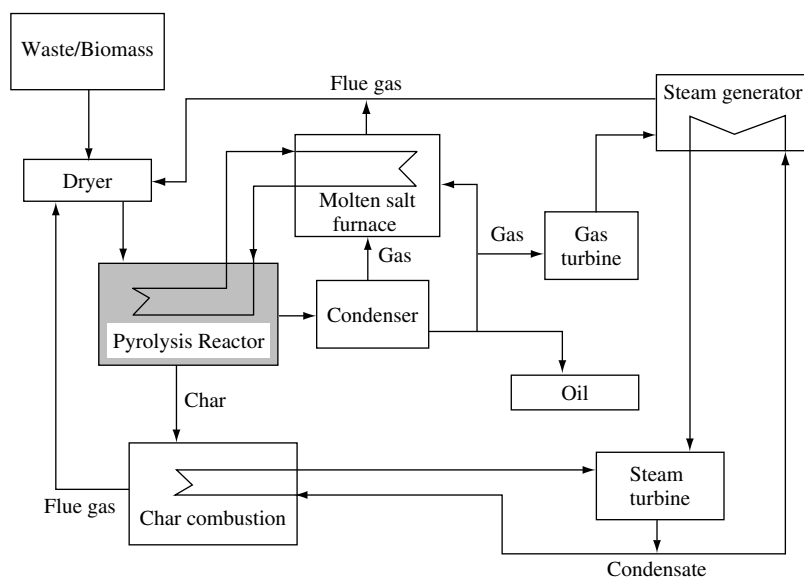 Waste/Biomass
Flue gas
Steam generator
Dryer
Molten salt
furnace
Gas
Gas
turbine
Gas
Pyrolysis Reactor
Condenser
Oil
Char
Steam
turbine
Flue gas
Char combustion
Condensate